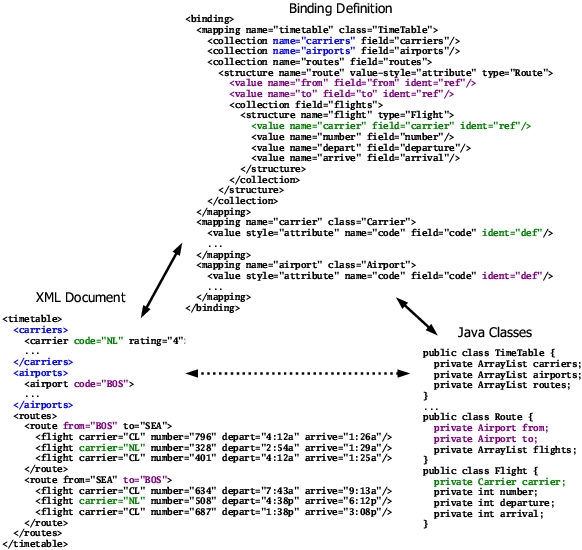 Binding Definition
<binding>
<mapping name="timetable" class="TimeTable">
<collection name="carriers" field="carriers"/>
<collection name="airports" field="airports"/>
<collection name="routes" field="routes">
<structure name="route" value-style="attribute" type="Route">
<value name="from" field="from" ident="ref"/>
<value name="to" field="to" ident="ref"/>
<collection field="flights">
<structure name="flight" type="Flight">
<value name="carrier" field="carrier" ident="ref"/>
<value name="number" field="number"/>
<value name="depart" field="departure"/>
<value name="arrive" field="arrival"/>
</structure>
</collection>
</structure>
</collection>
</mapping>
<mapping name="carrier" class="Carrier">
<value style="attribute" name="code" field="code" ident="def"/>
...
</mapping>
<mapping name="airport" class="Airport">
<value style="attribute" name="code" field="code" ident="def"/>
...
</mapping>
</binding>
XML Document
<timetable>
<carriers>
<carrier code="NL" rating="4":
...
</carriers>
<airports>
<airport code="BOS">
...
</airports>
<routes>
<route from="BOS" to="SEA">
<flight carrier="CL" number="796" depart="4:12a" arrive="1:26a"/>
<flight carrier="NL" number="328" depart="2:54a" arrive="1:29a"/>
<flight carrier="CL" number="401" depart="4:12a" arrive="1:25a"/>
</route>
<route from="SEA" to="BOS">
<flight carrier="CL" number="634" depart="7:43a" arrive="9:13a"/>
<flight carrier="NL" number="508" depart="4:38p" arrive="6:12p"/>
<flight carrier="CL" number="687" depart="1:38p" arrive="3:08p"/>
</route>
</routes>
</timetable>
Java Classes
public class TimeTable {
private ArrayList carriers;
private ArrayList airports;
private ArrayList routes;
}
...
public class Route {
private Airport from;
private Airport to;
private ArrayList flights;
}
public class Flight {
private Carrier carrier;
private int number;
private int departure;
private int arrival;
}